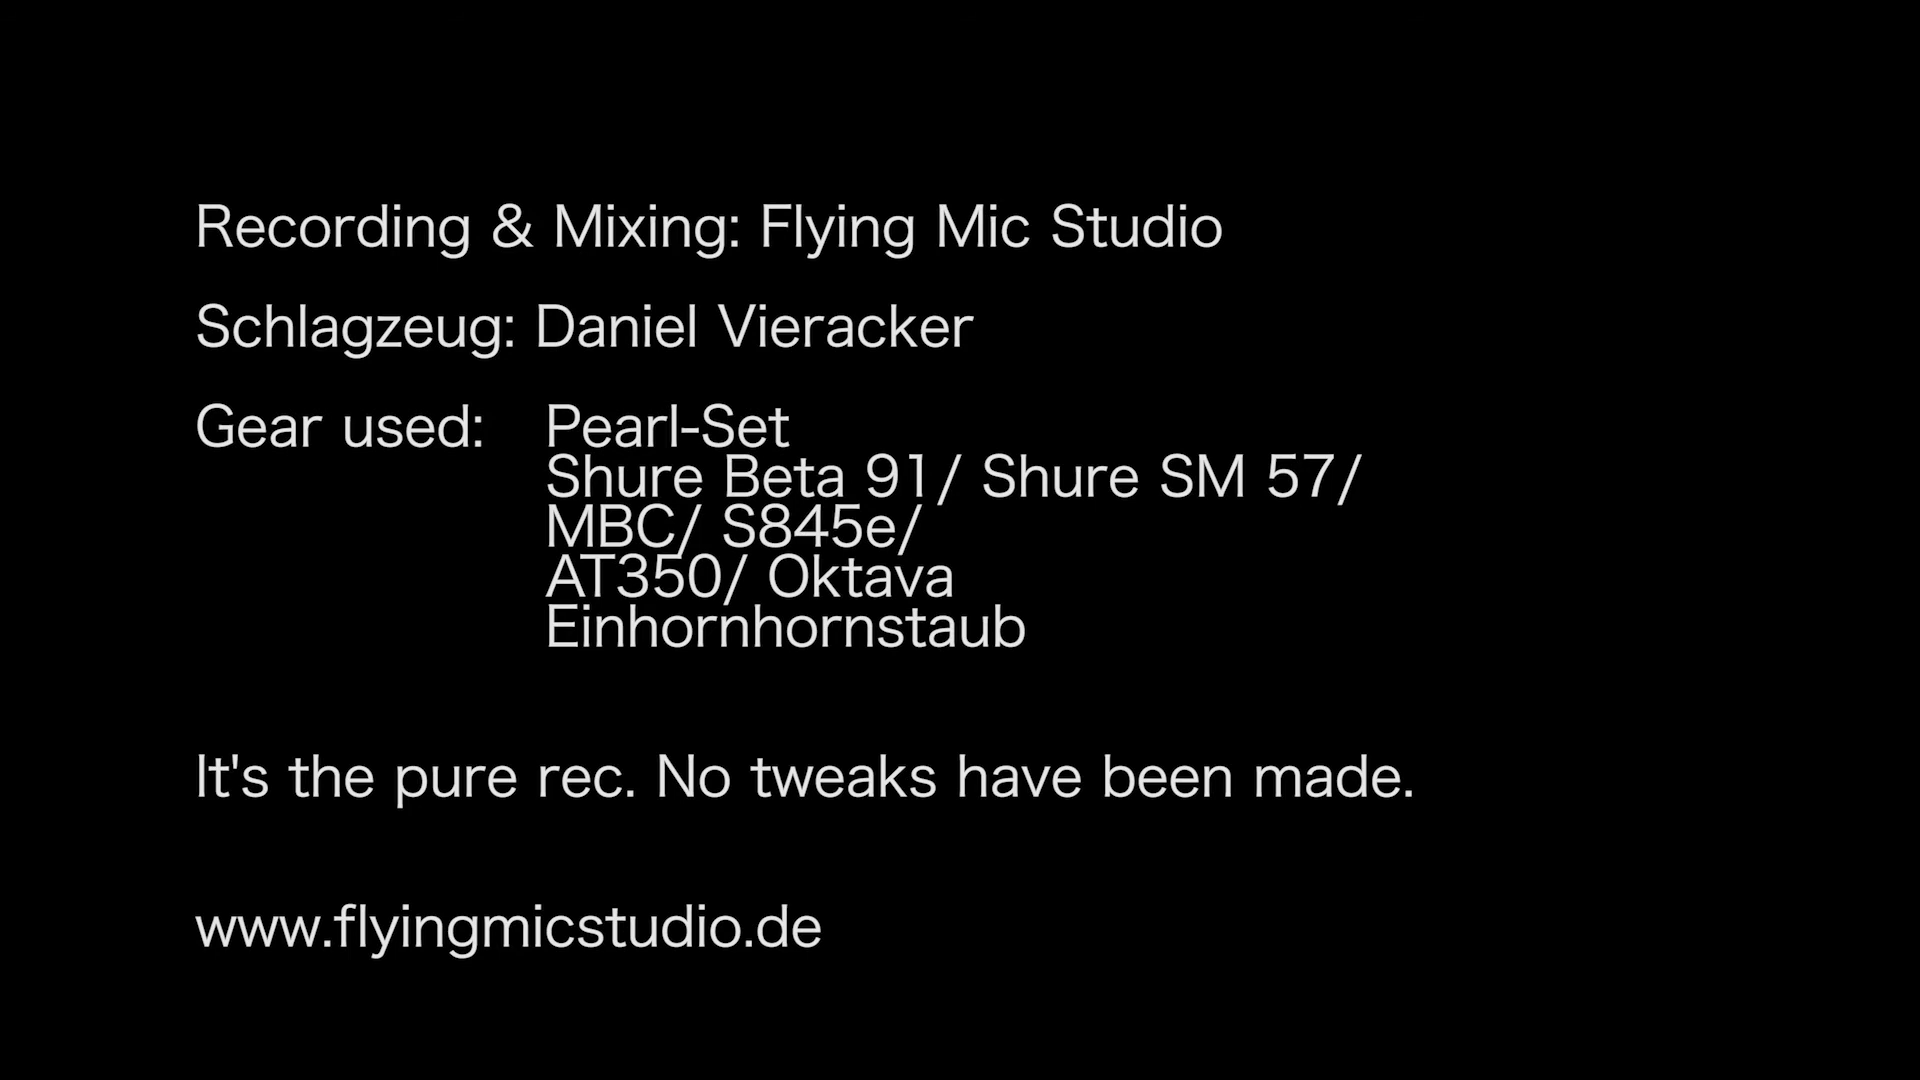 Recording & Mixing: Flying Mic Studio
Schlagzeug: Daniel Vieracker
Gear used: Pearl-Set
Shure Beta 91/ Shure SM 57/
MBC/ S845e/
AT350/ Oktava
Einhornhornstaub
It's the pure rec. No tweaks have been made.
www.flyingmicstudio.de